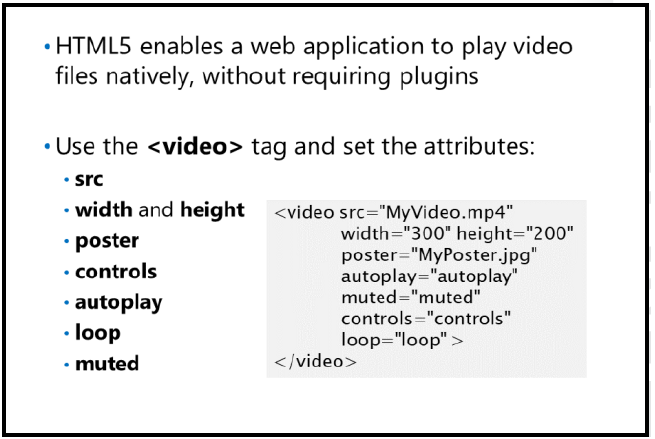 • HTML5 enables a web application to play video
files natively, without requiring plugins
• Use the <video> tag and set the attributes:
• src
• width and height
• poster
• controls
• autoplay
• loop
• muted
<video src="MyVideo.mp4"
width="300" height="200"
poster="MyPoster.jpg"
autoplay="autoplay"
muted="muted"
controls="controls"
loop="loop" >
</video>